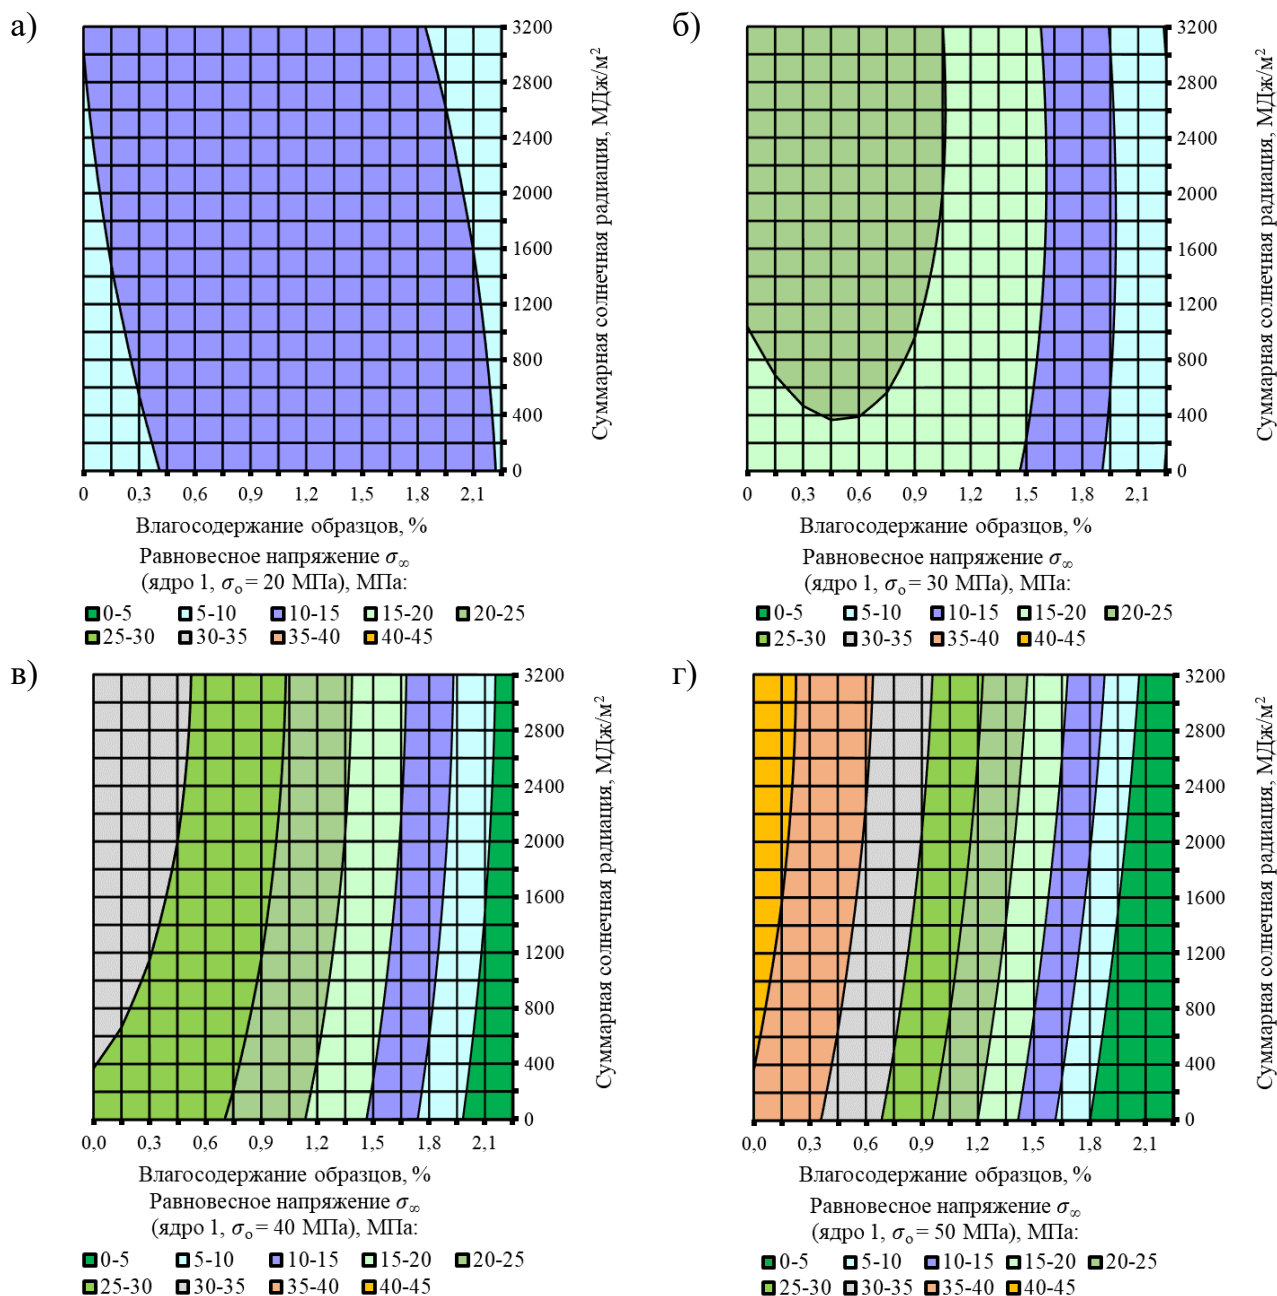 а)
3200
2800
2400
2000
1600
1200
800
400
0
Суммарная солнечная радиация, МДж/м²
0 0,3 0,6 0,9 1,2 1,5 1,8 2,1
Влагосодержание образцов, %
Равновесное напряжение σ∞
(ядро 1, σо = 20 МПа), МПа:
0-5 5-10 10-15 15-20 20-25
25-30 30-35 35-40 40-45
б)
3200
2800
2400
2000
1600
1200
800
400
0
Суммарная солнечная радиация, МДж/м²
0 0,3 0,6 0,9 1,2 1,5 1,8 2,1
Влагосодержание образцов, %
Равновесное напряжение σ∞
(ядро 1, σо = 30 МПа), МПа:
0-5 5-10 10-15 15-20 20-25
25-30 30-35 35-40 40-45
в)
3200
2800
2400
2000
1600
1200
800
400
0
Суммарная солнечная радиация, МДж/м²
0,0 0,3 0,6 0,9 1,2 1,5 1,8 2,1
Влагосодержание образцов, %
Равновесное напряжение σ∞
(ядро 1, σо = 40 МПа), МПа:
0-5 5-10 10-15 15-20 20-25
25-30 30-35 35-40 40-45
г)
3200
2800
2400
2000
1600
1200
800
400
0
Суммарная солнечная радиация, МДж/м²
0,0 0,3 0,6 0,9 1,2 1,5 1,8 2,1
Влагосодержание образцов, %
Равновесное напряжение σ∞
(ядро 1, σо = 50 МПа), МПа:
0-5 5-10 10-15 15-20 20-25
25-30 30-35 35-40 40-45